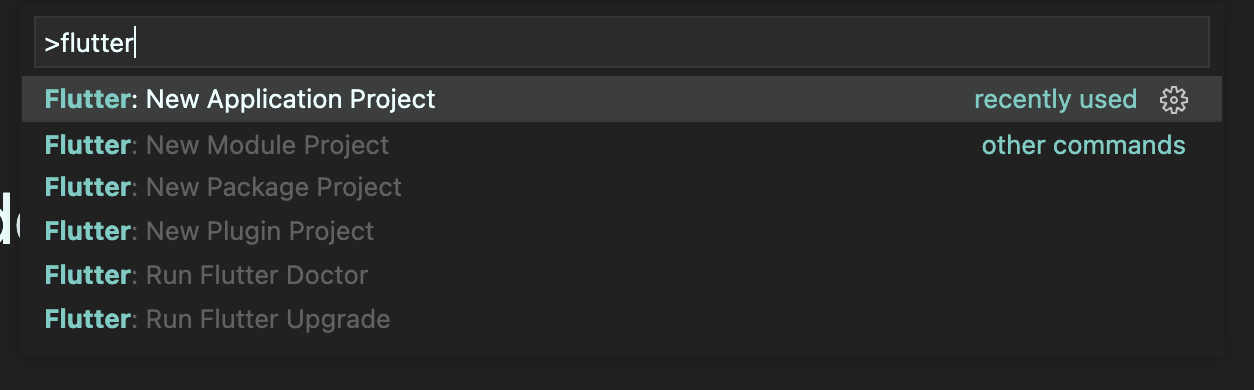 >flutter
Flutter: New Application Project recently used
Flutter: New Module Project other commands
Flutter: New Package Project
Flutter: New Plugin Project
Flutter: Run Flutter Doctor
Flutter: Run Flutter Upgrade